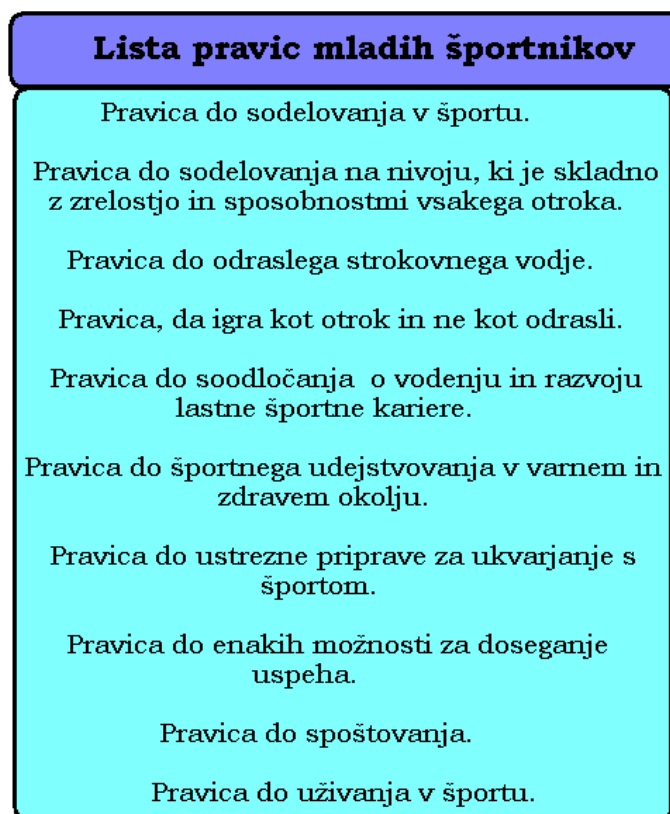 Lista pravic mladih športnikov
Pravica do sodelovanja v športu.
Pravica do sodelovanja na nivoju, ki je skladno
z zrelostjo in sposobnostmi vsakega otroka.
Pravica do odraslega strokovnega vodje.
Pravica, da igra kot otrok in ne kot odrasli.
Pravica do soodločanja o vodenju in razvoju
lastne športne kariere.
Pravica do športnega udejstvovanja v varnem in
zdravem okolju.
Pravica do ustrezne priprave za ukvarjanje s
športom.
Pravica do enakih možnosti za doseganje
uspeha.
Pravica do spoštovanja.
Pravica do uživanja v športu.